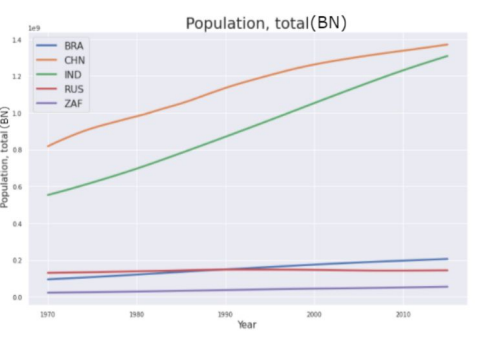 Population, total(BN)
1e9
1.4
1.2
1.0
0.8
0.6
0.4
0.2
0.0
Population, total (BN)
BRA
CHN
IND
RUS
ZAF
1970 1980 1990 2000 2010
Year